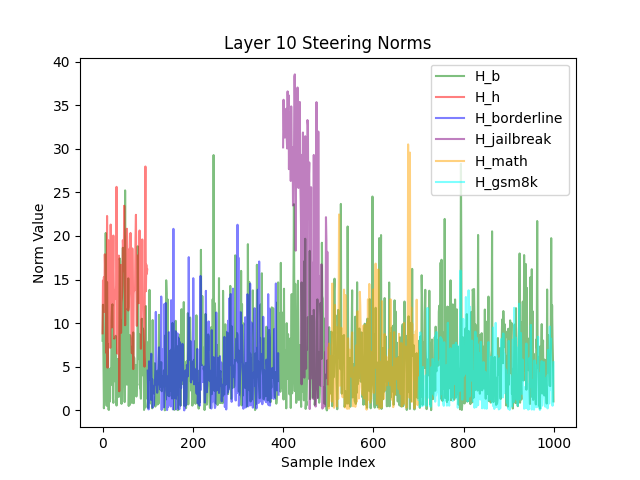 Layer 10 Steering Norms
40
35
30
25
20
15
10
5
0
Norm Value
0
200
400
600
800
1000
Sample Index
H_b
H_h
H_borderline
H_jailbreak
H_math
H_gsm8k